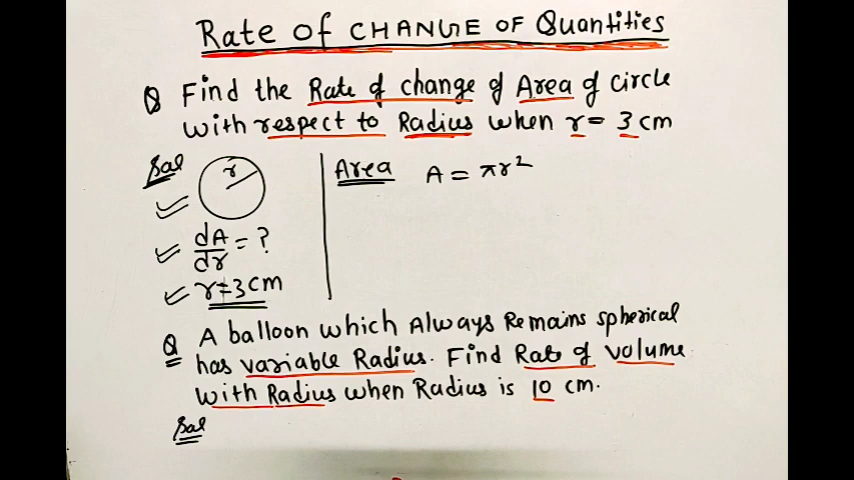 Rate OF CHANGE OF Quantities
Q Find the Rate of change of Area of circle
with respect to Radius when r = 3 cm
Sol
r
Area A = πr²
dA/dr = ?
r=3cm
Q A balloon which Always Remains spherical
has variable Radius. Find Rate of volume
with Radius when Radius is 10 cm.
Sol